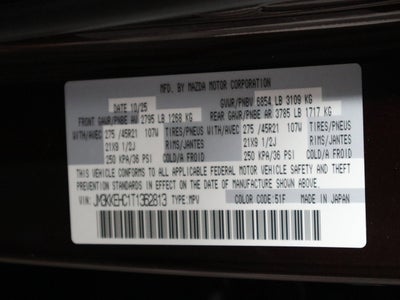 MFD. BY MAZDA MOTOR CORPORATION
DATE 10/25 GVWR/PNBV 6854 LB 3109 KG
FRONT GAWR/PNBE AV 2795 LB 1268 KG REAR GAWR/PNBE AR 3785 LB 1717 KG
WITH/AVEC 275 /45R21 107W TIRES/PNEUS WITH/AVEC 275 /45R21 107W TIRES/PNEUS
21X9 1/2J RIMS/JANTES 21X9 1/2J RIMS/JANTES
250 KPA/36 PSI COLD/A FROID 250 KPA/36 PSI COLD/A FROID
THIS VEHICLE CONFORMS TO ALL APPLICABLE FEDERAL MOTOR VEHICLE SAFETY AND THEFT
PREVENTION STANDARDS IN EFFECT ON THE DATE OF MANUFACTURE SHOWN ABOVE.
VIN: JM3KKEHC1T1362813 TYPE:MPV
COLOR CODE: 51F MADE IN JAPAN